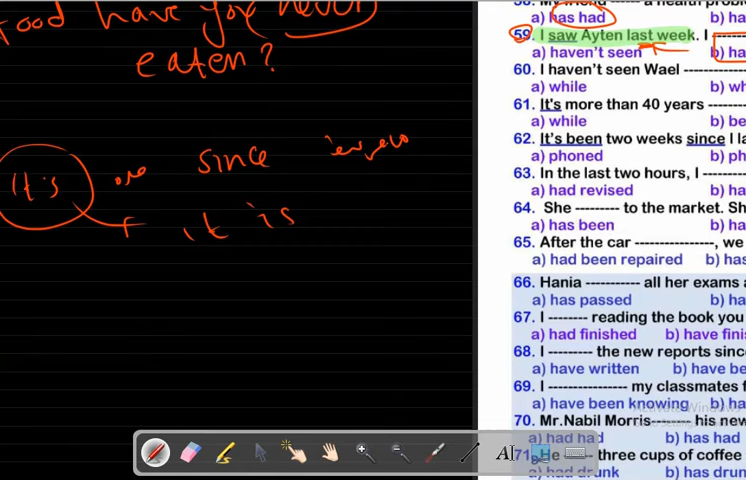 food have you never
eaten?
It's since
it is
a) has had b) ha
59. I saw Ayten last week. I
a) haven't seen b) ha
60. I haven't seen Wael ----------
a) while b) wh
61. It's more than 40 years --------
a) while b) be
62. It's been two weeks since I la
a) phoned b) ph
63. In the last two hours, I ------
a) had revised b) ha
64. She --------- to the market. Sh
a) has been b) ha
65. After the car ---------------, we
a) had been repaired b) has
66. Hania ----------- all her exams a
a) has passed b) ha
67. I -------- reading the book you
a) had finished b) have fini
68. I --------- the new reports sinc
a) have written b) have be
69. I ---------------- my classmates f
a) have been knowing b) ha
70. Mr.Nabil Morris------ his new
a) had had b) has had
71. He ----- three cups of coffee
a) had drunk b) has drun